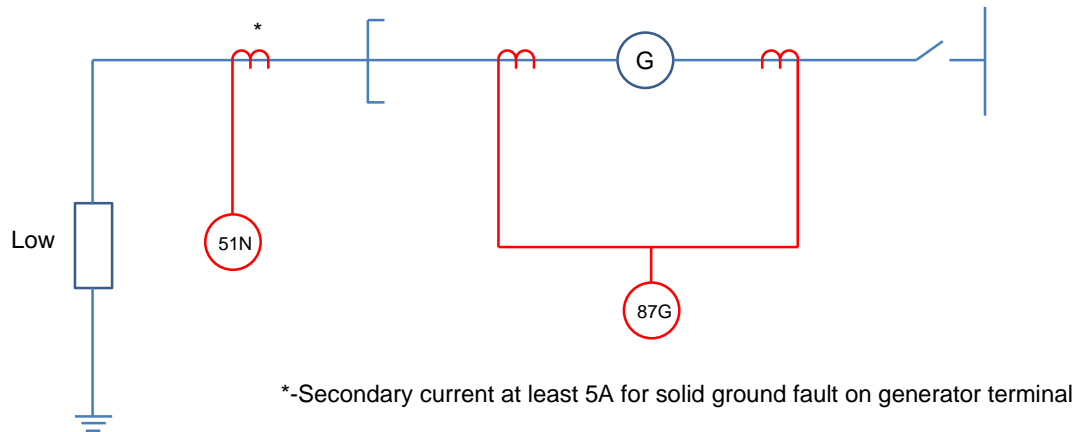 *
G
Low
51N
87G
*-Secondary current at least 5A for solid ground fault on generator terminal